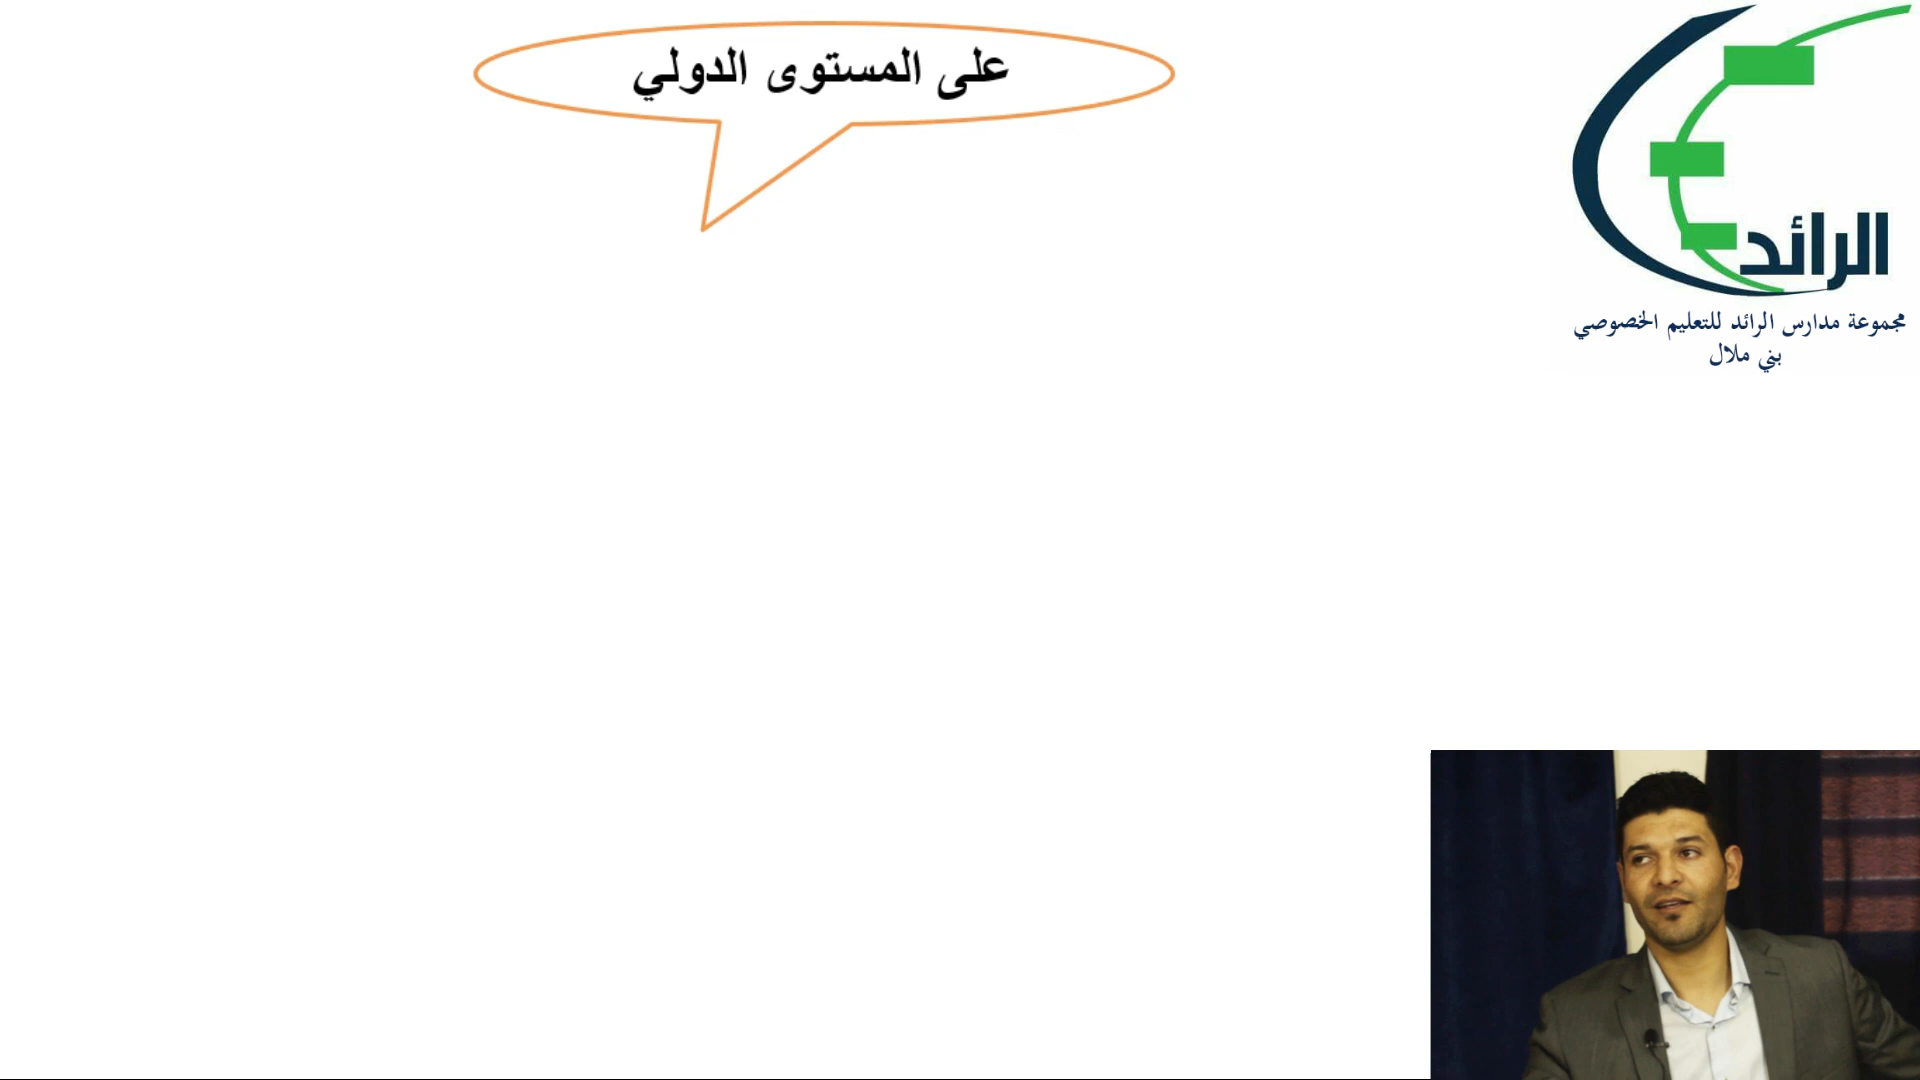 على المستوى الدولي
الرائد
مجموعة مدارس الرائد للتعليم الخصوصي
بني ملال